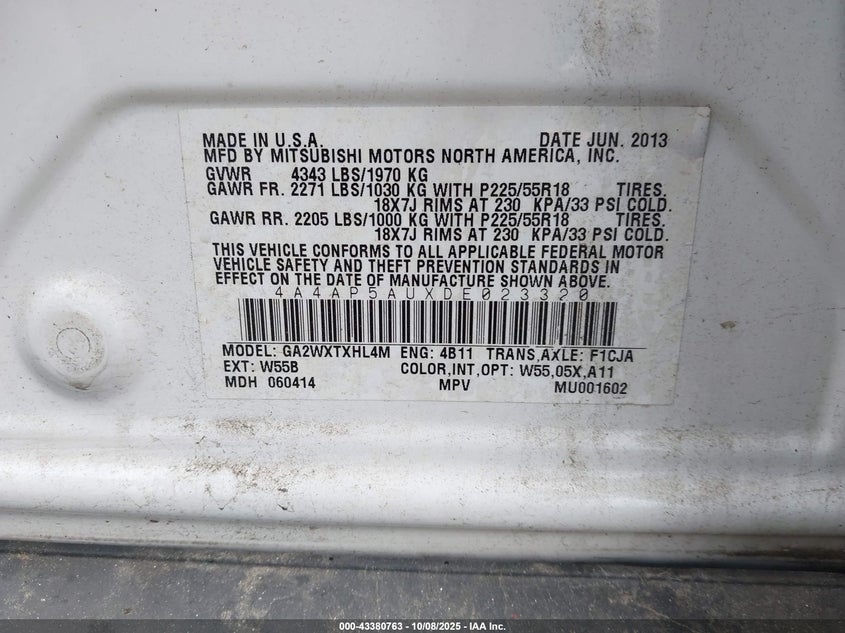 MADE IN U.S.A. DATE JUN. 2013
MFD BY MITSUBISHI MOTORS NORTH AMERICA, INC.
GVWR 4343 LBS/1970 KG
GAWR FR. 2271 LBS/1030 KG WITH P225/55R18 TIRES.
18X7J RIMS AT 230 KPA/33 PSI COLD.
GAWR RR. 2205 LBS/1000 KG WITH P225/55R18 TIRES.
18X7J RIMS AT 230 KPA/33 PSI COLD.
THIS VEHICLE CONFORMS TO ALL APPLICABLE FEDERAL MOTOR
VEHICLE SAFETY AND THEFT PREVENTION STANDARDS IN
EFFECT ON THE DATE OF MANUFACTURE SHOWN ABOVE.
4A4AP5AUXDE023320
MODEL: GA2WXTXHL4M ENG: 4B11 TRANS,AXLE: F1CJA
EXT: W55B COLOR,INT,OPT: W55,05X,A11
MDH 060414 MPV MU001602
000-43380763 - 10/08/2025 - IAA Inc.